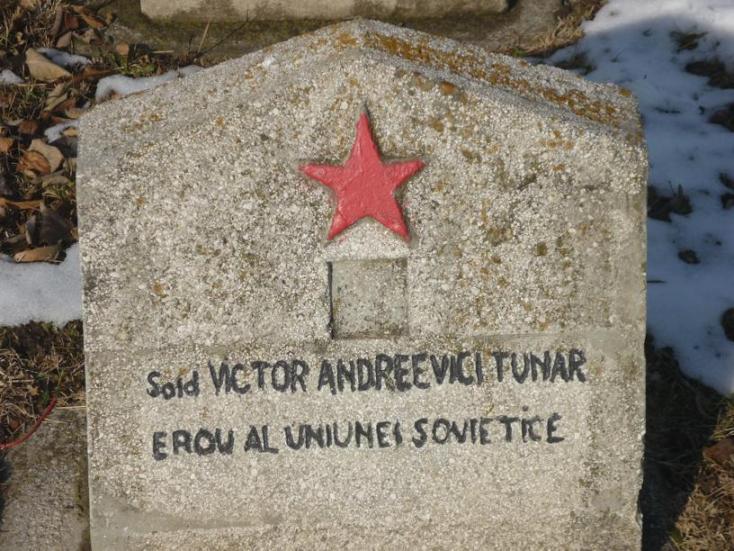 Sold VICTOR ANDREEVICI TUNAR
EROU AL UNIUNEI SOVIETICE